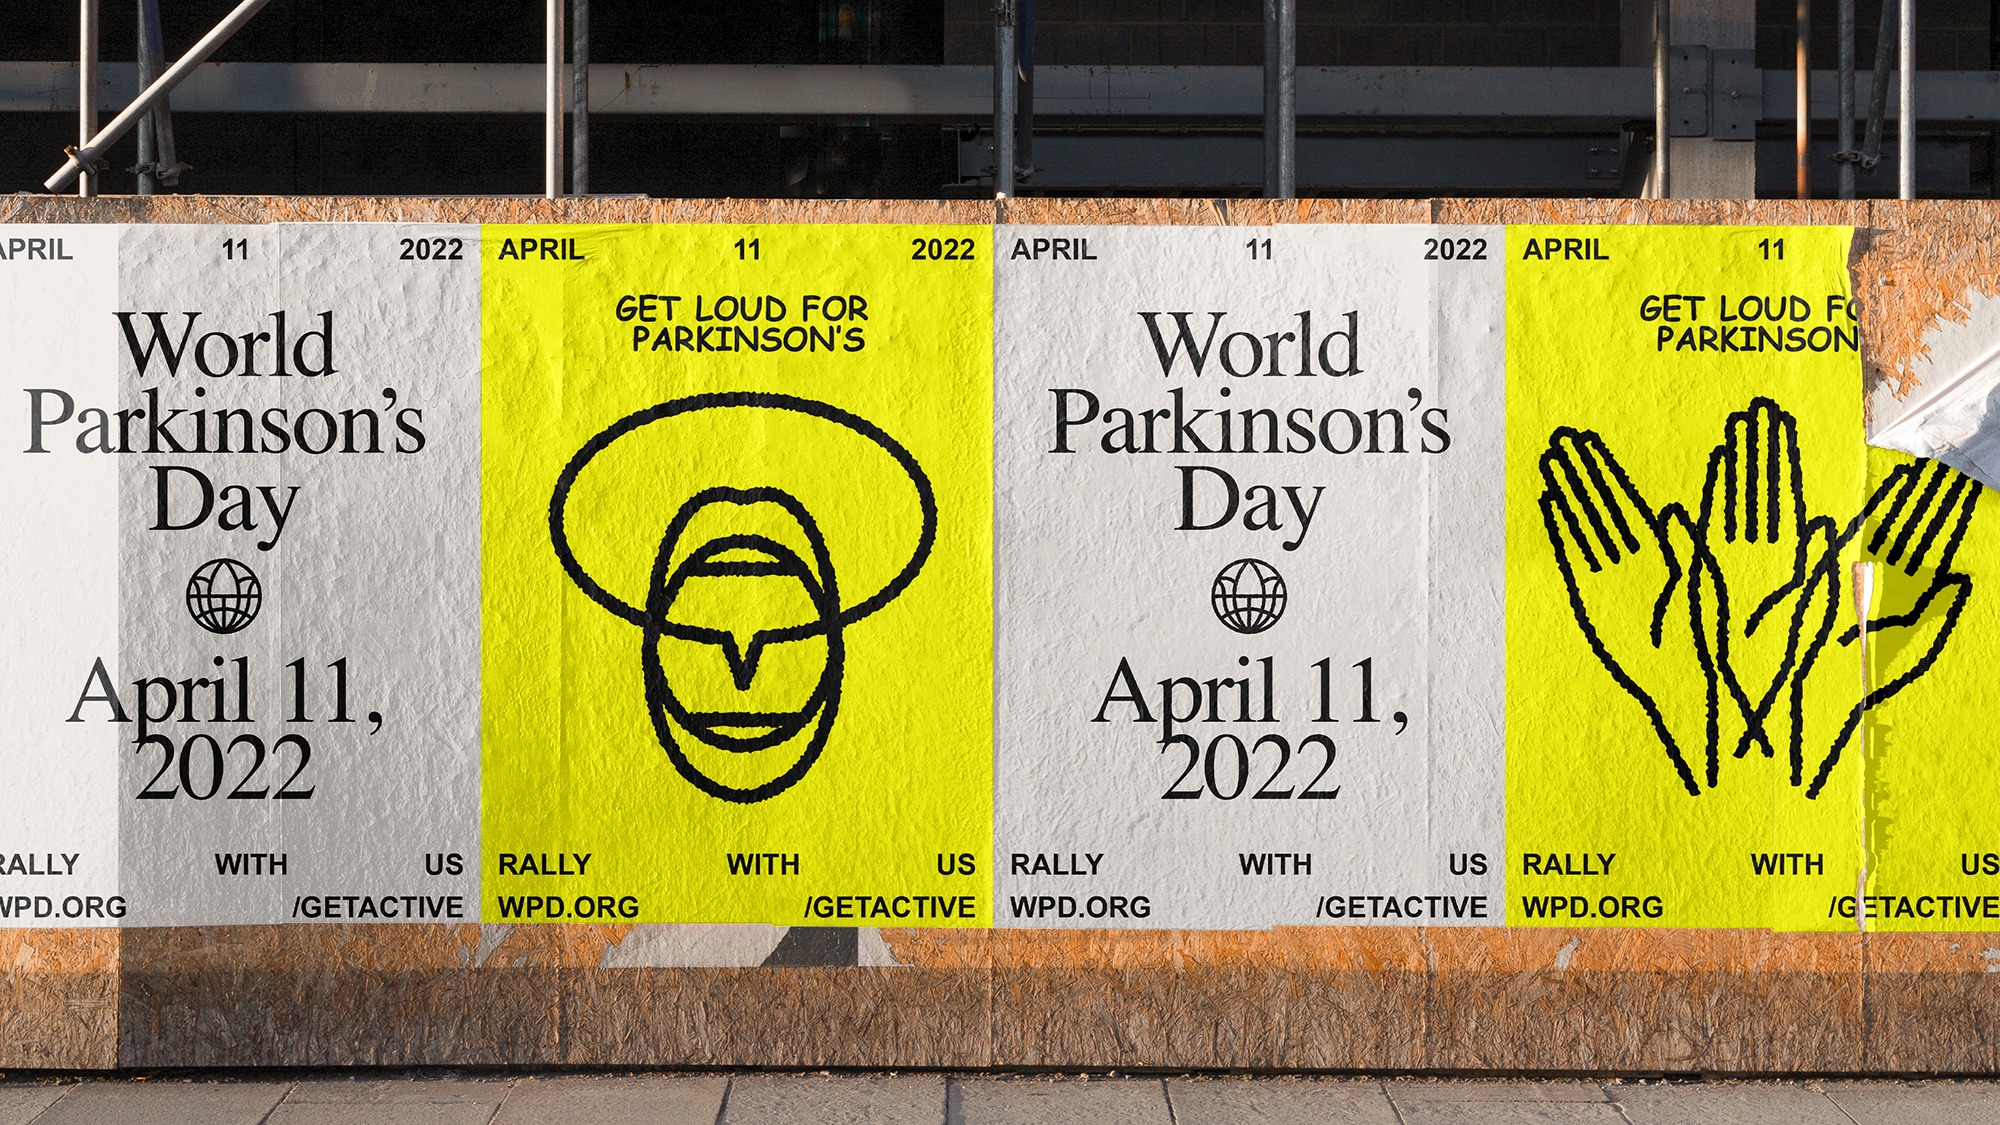 APRIL 11 2022
World
Parkinson's
Day
April 11,
2022
RALLY WITH US
WPD.ORG /GETACTIVE
APRIL 11 2022
GET LOUD FOR
PARKINSON'S
RALLY WITH US
WPD.ORG /GETACTIVE
APRIL 11 2022
World
Parkinson's
Day
April 11,
2022
RALLY WITH US
WPD.ORG /GETACTIVE
APRIL 11
GET LOUD
PARKINSON
RALLY WITH US
WPD.ORG /GETACTIVE